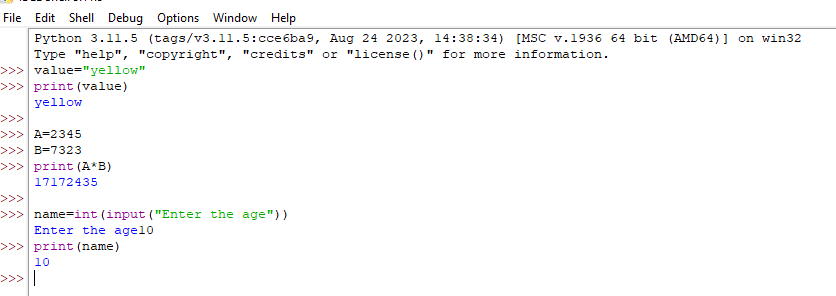 File Edit Shell Debug Options Window Help
Python 3.11.5 (tags/v3.11.5:cce6ba9, Aug 24 2023, 14:38:34) [MSC v.1936 64 bit (AMD64)] on win32
Type "help", "copyright", "credits" or "license()" for more information.
>>> value="yellow"
>>> print(value)
yellow
>>>
>>> A=2345
>>> B=7323
>>> print(A*B)
17172435
>>>
>>> name=int(input("Enter the age"))
Enter the age10
>>> print(name)
10
>>>